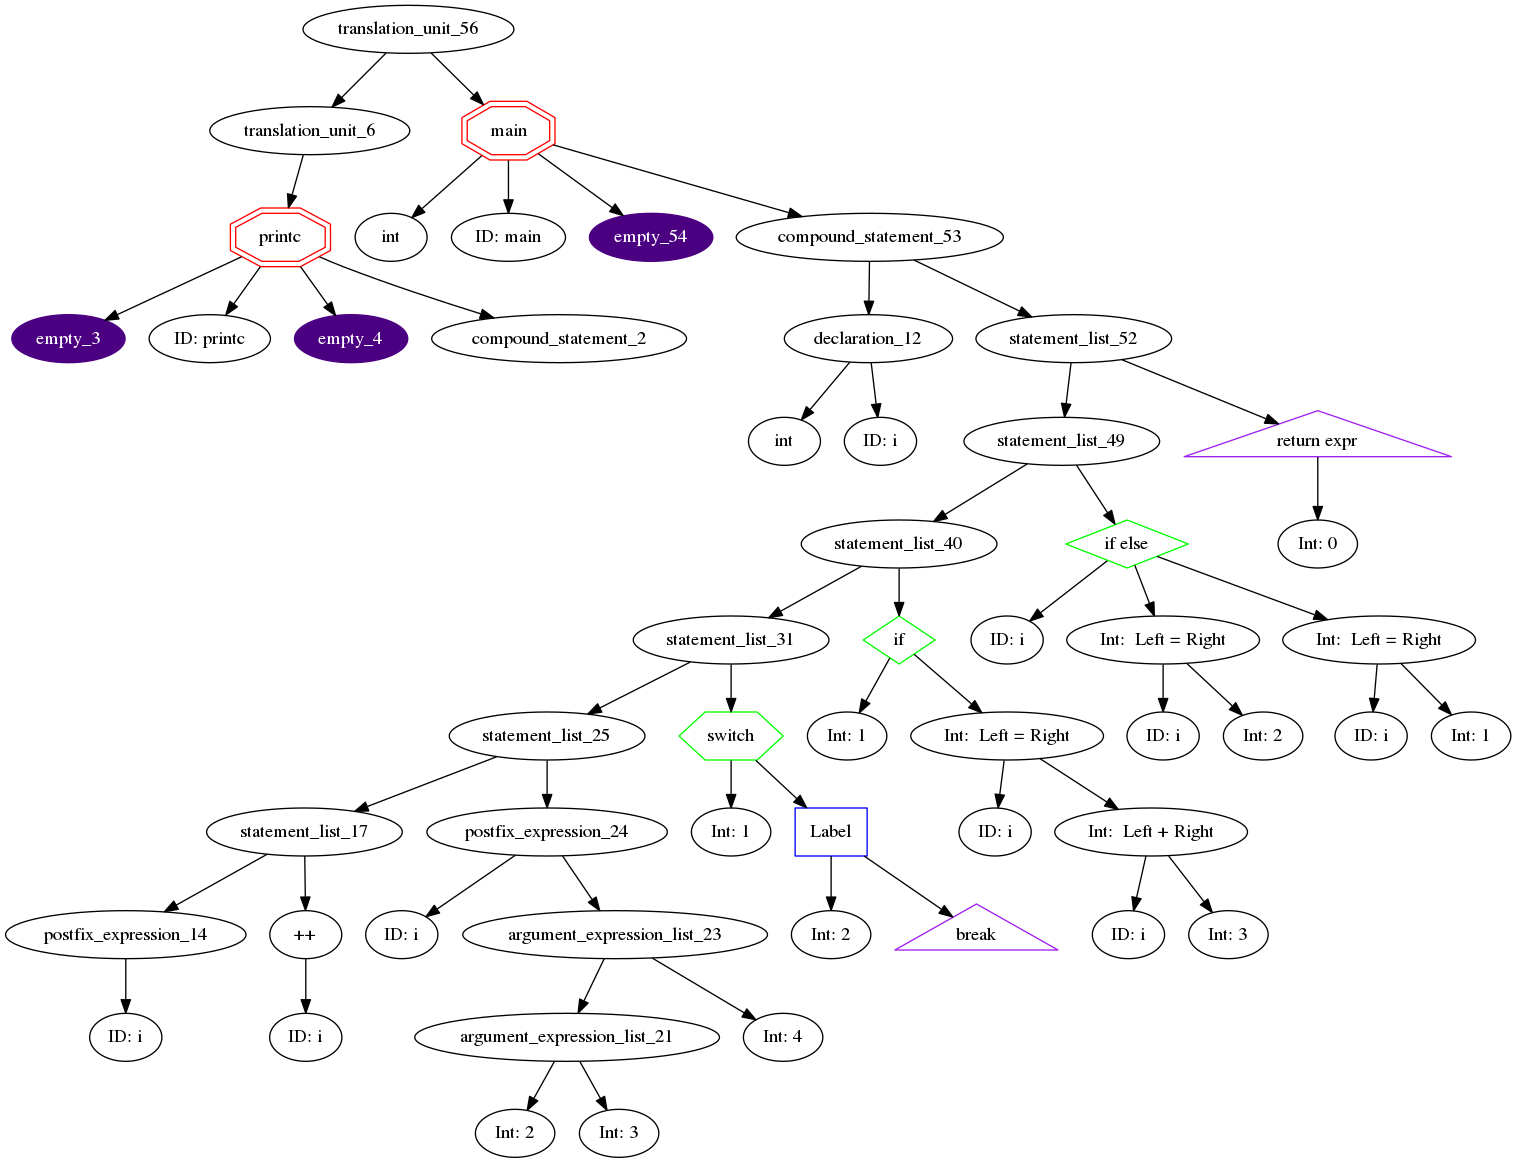 translation_unit_56
translation_unit_6
main
printc
int
ID: main
empty_54
compound_statement_53
empty_3
ID: printc
empty_4
compound_statement_2
declaration_12
statement_list_52
int
ID: i
statement_list_49
return expr
statement_list_40
if else
Int: 0
statement_list_31
if
ID: i
Int:  Left = Right
Int:  Left = Right
statement_list_25
switch
Int: 1
Int:  Left = Right
ID: i
Int: 2
ID: i
Int: 1
statement_list_17
postfix_expression_24
Int: 1
Label
ID: i
Int:  Left + Right
postfix_expression_14
++
ID: i
argument_expression_list_23
Int: 2
break
ID: i
Int: 3
ID: i
ID: i
argument_expression_list_21
Int: 4
Int: 2
Int: 3